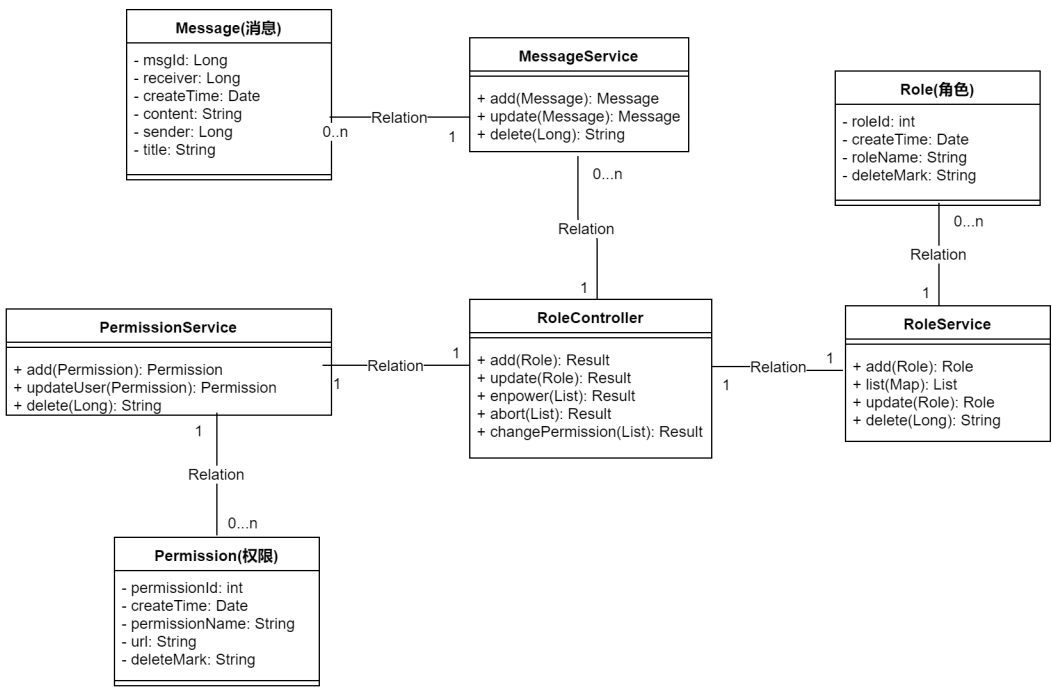 Message(消息)
- msgId: Long
- receiver: Long
- createTime: Date
- content: String
- sender: Long
- title: String
0..n
Relation
1
MessageService
+ add(Message): Message
+ update(Message): Message
+ delete(Long): String
0...n
Relation
1
Role(角色)
- roleId: int
- createTime: Date
- roleName: String
- deleteMark: String
0...n
Relation
1
PermissionService
+ add(Permission): Permission
+ updateUser(Permission): Permission
+ delete(Long): String
1
Relation
1
RoleController
+ add(Role): Result
+ update(Role): Result
+ enpower(List): Result
+ abort(List): Result
+ changePermission(List): Result
1
Relation
1
RoleService
+ add(Role): Role
+ list(Map): List
+ update(Role): Role
+ delete(Long): String
1
Relation
0...n
Permission(权限)
- permissionId: int
- createTime: Date
- permissionName: String
- url: String
- deleteMark: String